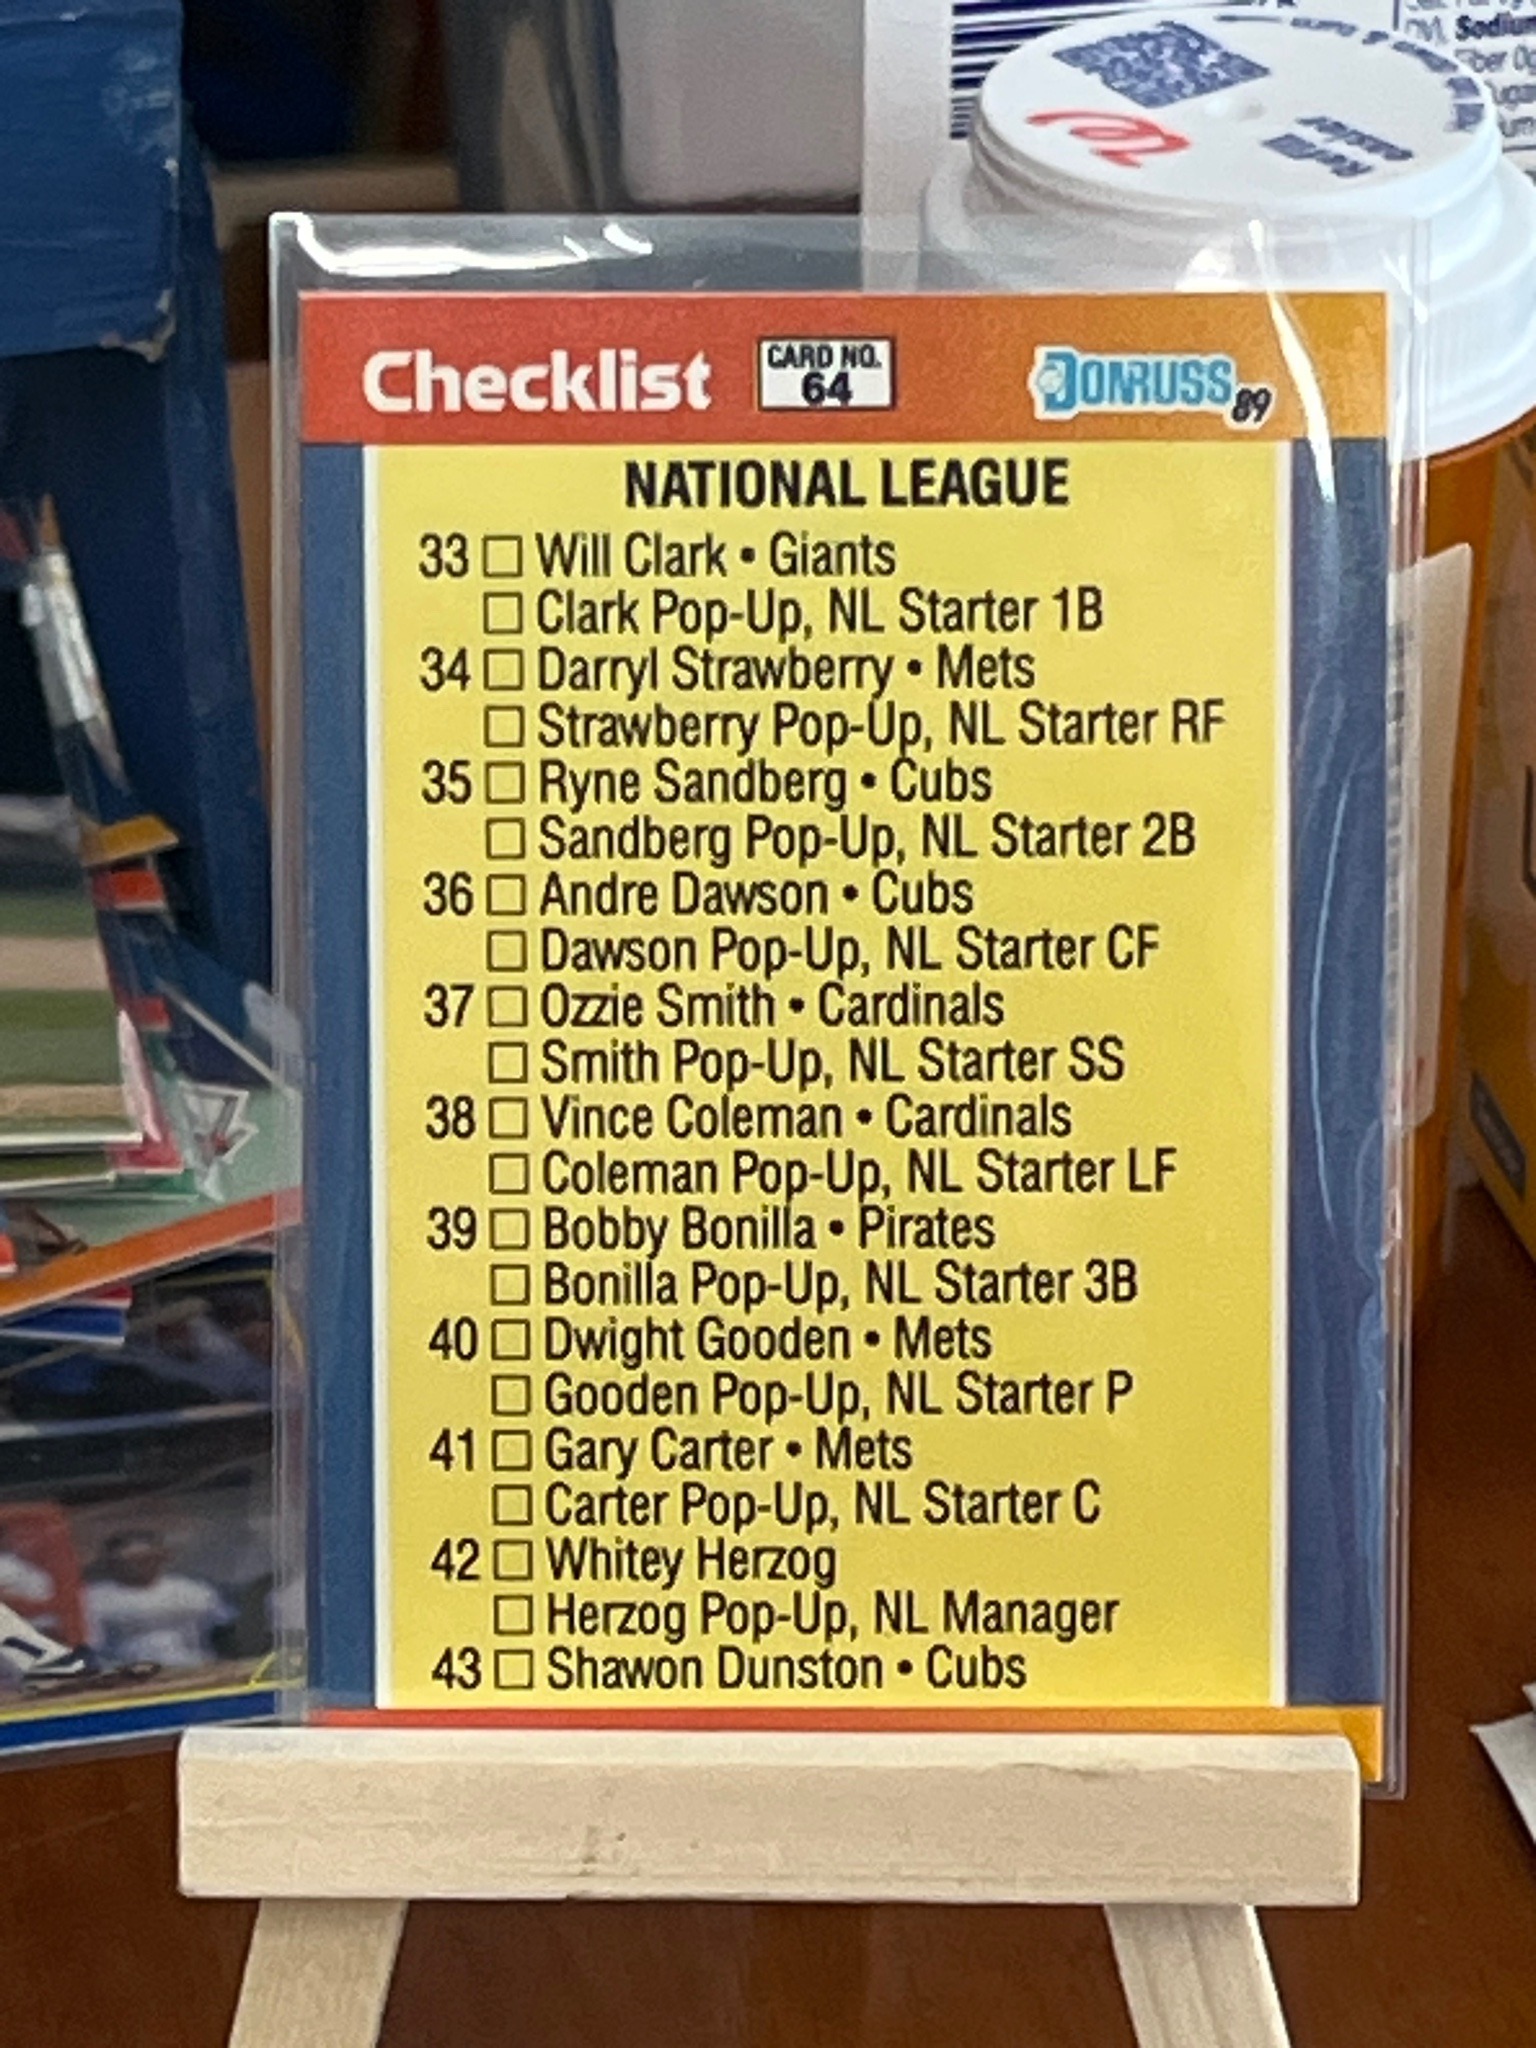 Checklist
CARD NO.
64
DONRUSS 89
NATIONAL LEAGUE
33 □ Will Clark • Giants
□ Clark Pop-Up, NL Starter 1B
34 □ Darryl Strawberry • Mets
□ Strawberry Pop-Up, NL Starter RF
35 □ Ryne Sandberg • Cubs
□ Sandberg Pop-Up, NL Starter 2B
36 □ Andre Dawson • Cubs
□ Dawson Pop-Up, NL Starter CF
37 □ Ozzie Smith • Cardinals
□ Smith Pop-Up, NL Starter SS
38 □ Vince Coleman • Cardinals
□ Coleman Pop-Up, NL Starter LF
39 □ Bobby Bonilla • Pirates
□ Bonilla Pop-Up, NL Starter 3B
40 □ Dwight Gooden • Mets
□ Gooden Pop-Up, NL Starter P
41 □ Gary Carter • Mets
□ Carter Pop-Up, NL Starter C
42 □ Whitey Herzog
□ Herzog Pop-Up, NL Manager
43 □ Shawon Dunston • Cubs